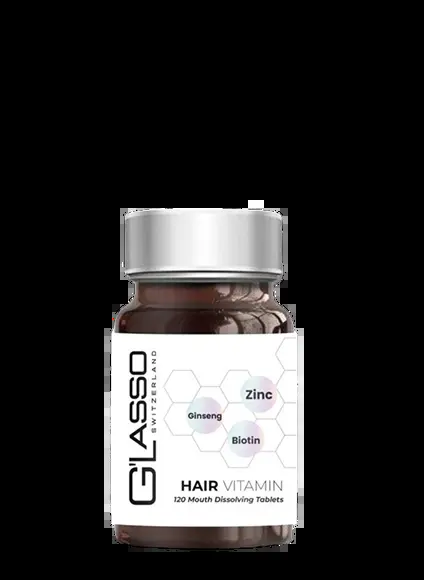 G'LASSO
SWITZERLAND
Zinc
Ginseng
Biotin
HAIR VITAMIN
120 Mouth Dissolving Tablets